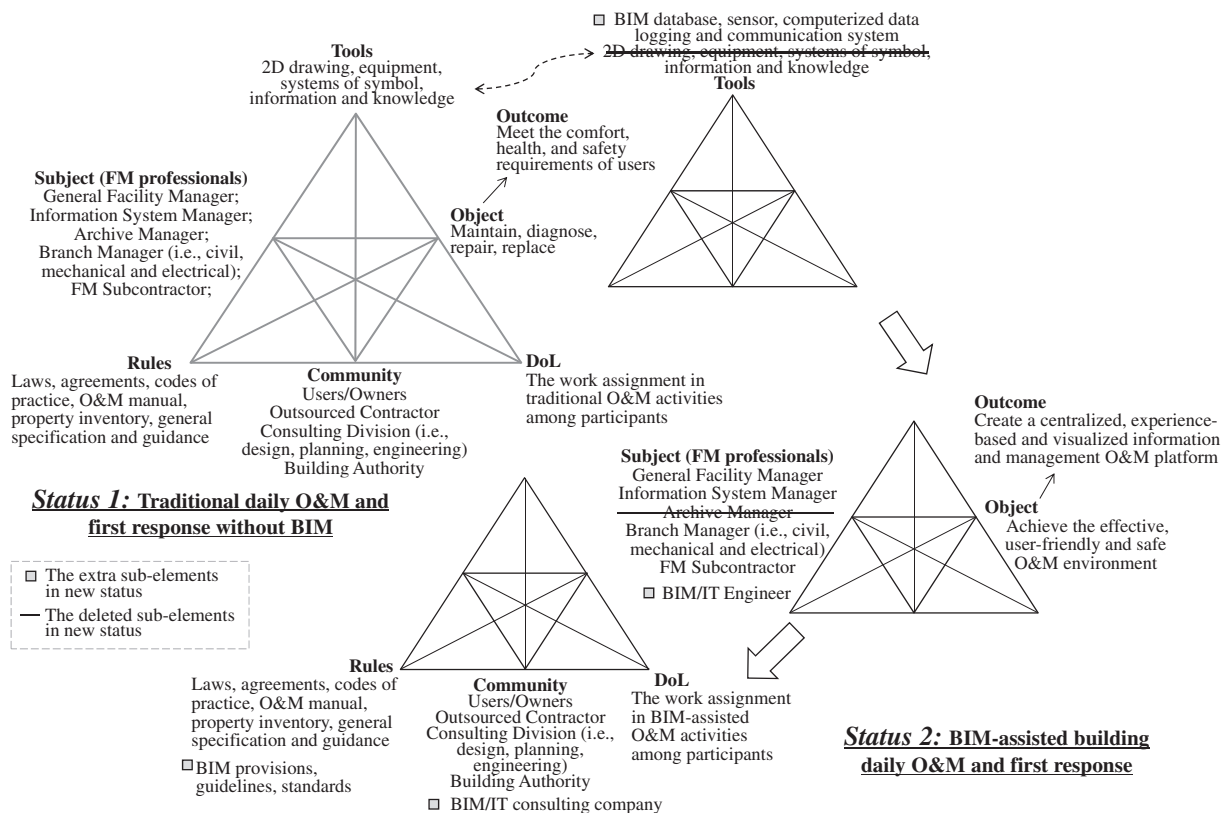 Tools
2D drawing, equipment,
systems of symbol,
information and knowledge
BIM database, sensor, computerized data
logging and communication system
2D drawing, equipment, systems of symbol,
information and knowledge
Tools
Outcome
Meet the comfort,
health, and safety
requirements of users
Subject (FM professionals)
General Facility Manager;
Information System Manager;
Archive Manager;
Branch Manager (i.e., civil,
mechanical and electrical);
FM Subcontractor;
Object
Maintain, diagnose,
repair, replace
Rules
Laws, agreements, codes of
practice, O&M manual,
property inventory, general
specification and guidance
Community
Users/Owners
Outsourced Contractor
Consulting Division (i.e.,
design, planning, engineering)
Building Authority
DoL
The work assignment in
traditional O&M activities
among participants
Status 1: Traditional daily O&M and
first response without BIM
The extra sub-elements
in new status
The deleted sub-elements
in new status
Outcome
Create a centralized, experience-
based and visualized information
and management O&M platform
Subject (FM professionals)
General Facility Manager
Information System Manager
Archive Manager
Branch Manager (i.e., civil,
mechanical and electrical)
FM Subcontractor
BIM/IT Engineer
Object
Achieve the effective,
user-friendly and safe
O&M environment
Rules
Laws, agreements, codes of
practice, O&M manual,
property inventory, general
specification and guidance
BIM provisions,
guidelines, standards
Community
Users/Owners
Outsourced Contractor
Consulting Division (i.e.,
design, planning,
engineering)
Building Authority
BIM/IT consulting company
DoL
The work assignment
in BIM-assisted
O&M activities
among participants
Status 2: BIM-assisted building
daily O&M and first response